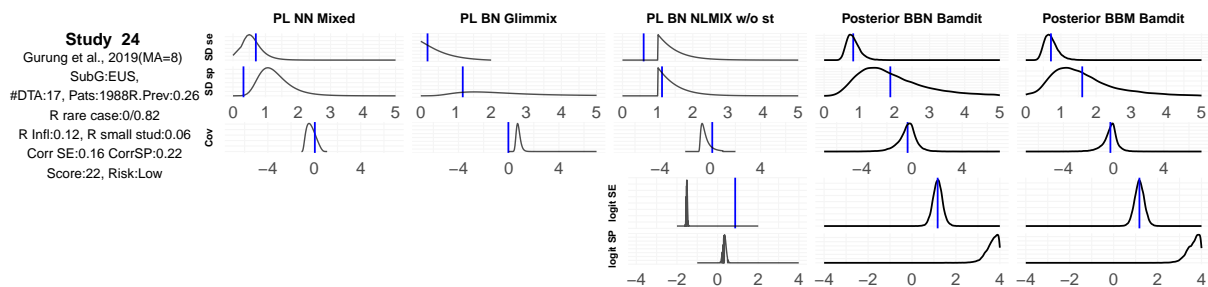 PL NN Mixed PL BN Glimmix PL BN NLMIX w/o st Posterior BBN Bamdit Posterior BBM Bamdit
Study 24
Gurung et al., 2019(MA=8)
SubG:EUS,
#DTA:17, Pats:1988R.Prev:0.26
R rare case:0/0.82
R Infl:0.12, R small stud:0.06
Corr SE:0.16 CorrSP:0.22
Score:22, Risk:Low
SD se
SD sp
0 1 2 3 4 5 0 1 2 3 4 5 0 1 2 3 4 5 0 1 2 3 4 5 0 1 2 3 4 5
Cov
−4 0 4 −4 0 4 −4 0 4 −4 0 4 −4 0 4
logit SE
logit SP
−4 −2 0 2 4 −4 −2 0 2 4 −4 −2 0 2 4